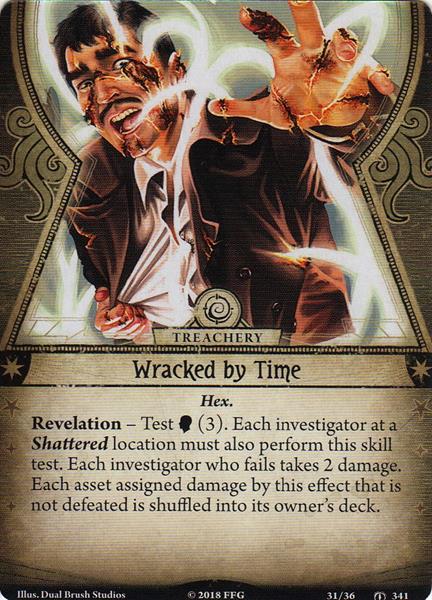 TREACHERY
Wracked by Time
Hex.
Revelation – Test (3). Each investigator at a
Shattered location must also perform this skill
test. Each investigator who fails takes 2 damage.
Each asset assigned damage by this effect that is
not defeated is shuffled into its owner's deck.
Illus. Dual Brush Studios © 2018 FFG 31/36 341